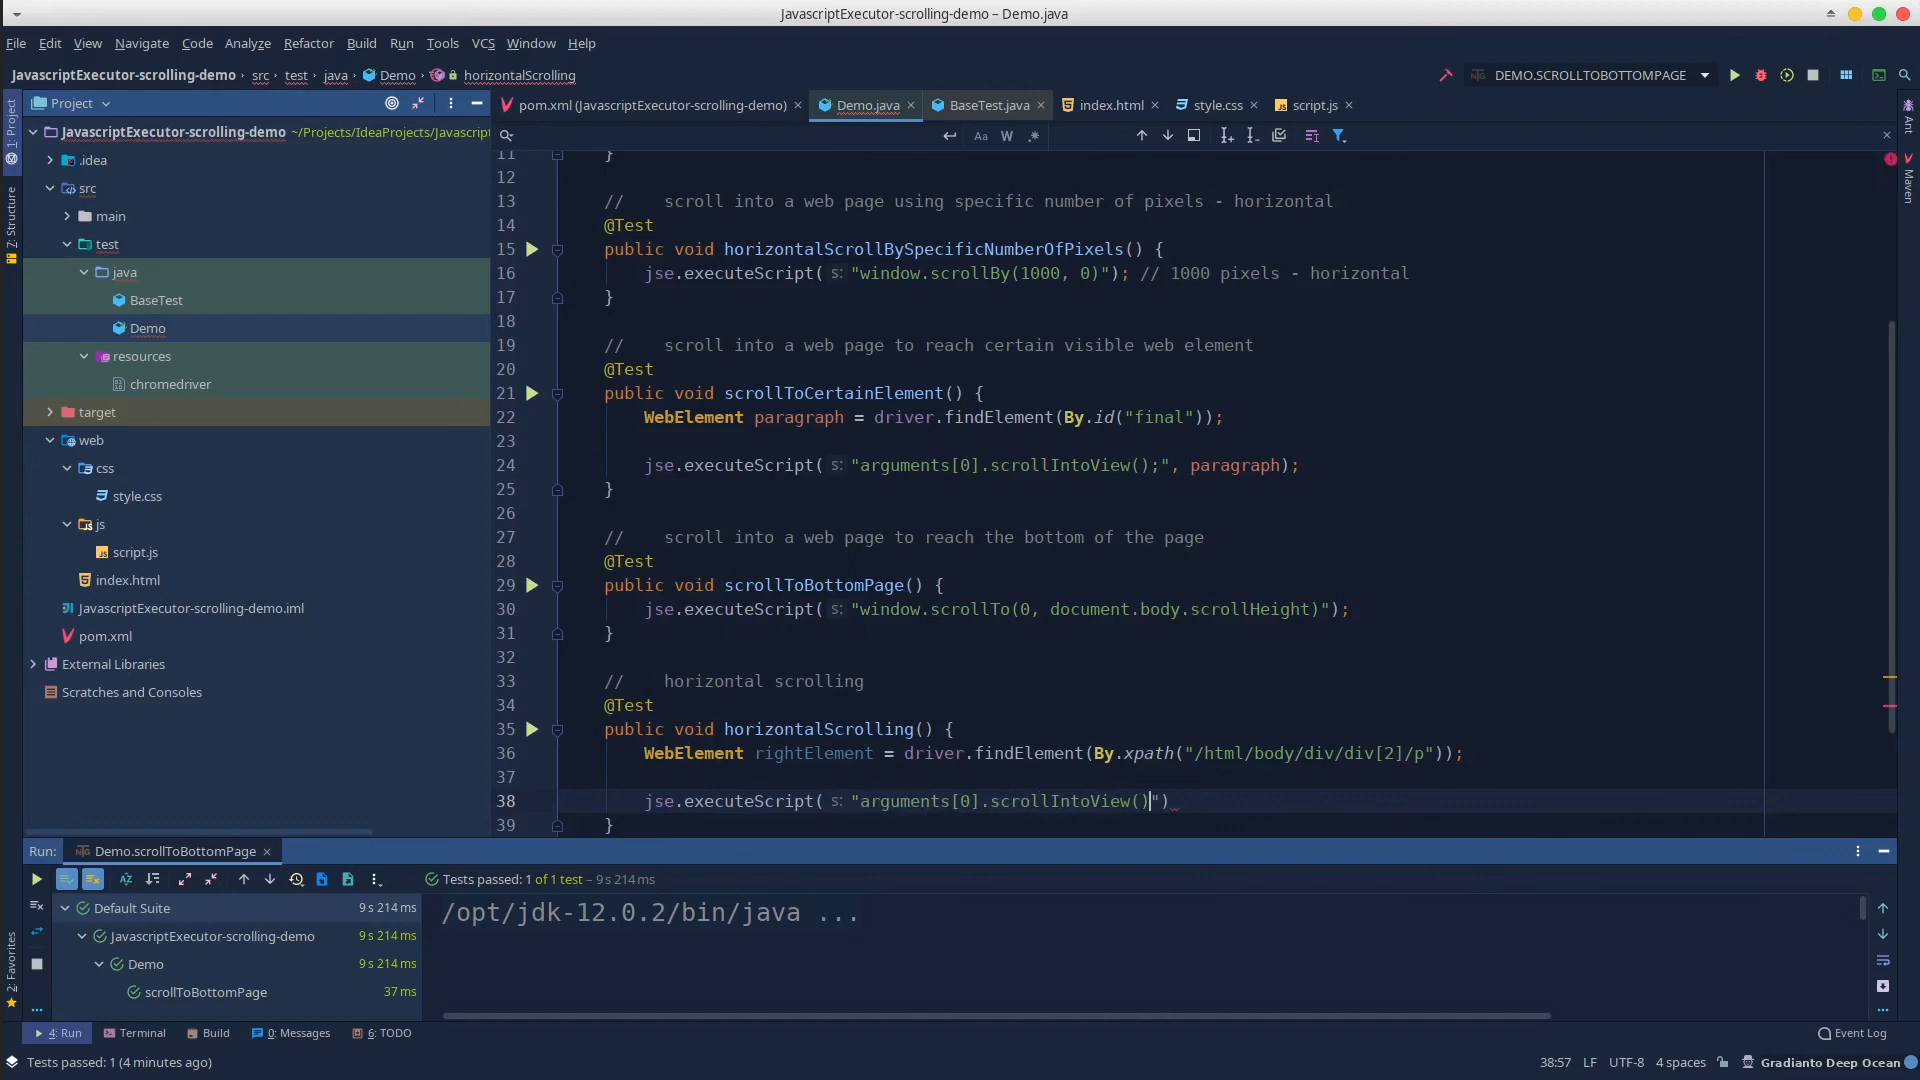 JavascriptExecutor-scrolling-demo – Demo.java
File Edit View Navigate Code Analyze Refactor Build Run Tools VCS Window Help
JavascriptExecutor-scrolling-demo › src › test › java › Demo › horizontalScrolling
DEMO.SCROLLTOBOTTOMPAGE
1: Project
Z: Structure
2: Favorites
Project
JavascriptExecutor-scrolling-demo ~/Projects/IdeaProjects/Javascript
.idea
src
main
test
java
BaseTest
Demo
resources
chromedriver
target
web
css
style.css
js
script.js
index.html
JavascriptExecutor-scrolling-demo.iml
pom.xml
External Libraries
Scratches and Consoles
pom.xml (JavascriptExecutor-scrolling-demo) Demo.java BaseTest.java index.html style.css script.js
Aa W
11 }
12
13 // scroll into a web page using specific number of pixels - horizontal
14 @Test
15 public void horizontalScrollBySpecificNumberOfPixels() {
16 jse.executeScript( s: "window.scrollBy(1000, 0)"); // 1000 pixels - horizontal
17 }
18
19 // scroll into a web page to reach certain visible web element
20 @Test
21 public void scrollToCertainElement() {
22 WebElement paragraph = driver.findElement(By.id("final"));
23
24 jse.executeScript( s: "arguments[0].scrollIntoView();", paragraph);
25 }
26
27 // scroll into a web page to reach the bottom of the page
28 @Test
29 public void scrollToBottomPage() {
30 jse.executeScript( s: "window.scrollTo(0, document.body.scrollHeight)");
31 }
32
33 // horizontal scrolling
34 @Test
35 public void horizontalScrolling() {
36 WebElement rightElement = driver.findElement(By.xpath("/html/body/div/div[2]/p"));
37
38 jse.executeScript( s: "arguments[0].scrollIntoView()")
39 }
Ant
Maven
Run: Demo.scrollToBottomPage
Tests passed: 1 of 1 test – 9 s 214 ms
Default Suite 9 s 214 ms
JavascriptExecutor-scrolling-demo 9 s 214 ms
Demo 9 s 214 ms
scrollToBottomPage 37 ms
/opt/jdk-12.0.2/bin/java ...
4: Run Terminal Build 0: Messages 6: TODO Event Log
Tests passed: 1 (4 minutes ago) 38:57 LF UTF-8 4 spaces Gradianto Deep Ocean